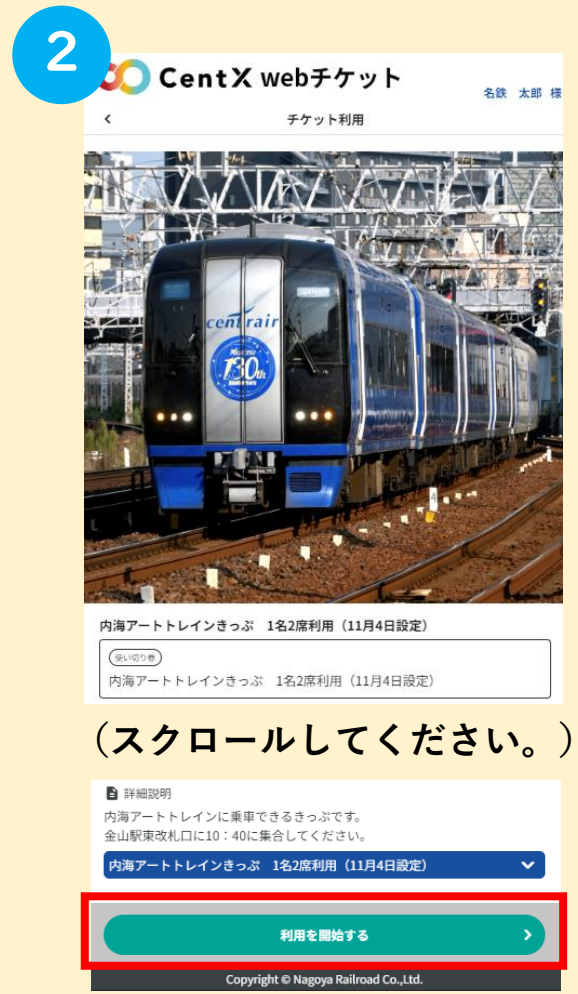 2
CentX webチケット
名鉄 太郎 様
チケット利用
centrair
130th
内海アートトレインきっぷ 1名2席利用（11月4日設定）
使い切り券
内海アートトレインきっぷ 1名2席利用（11月4日設定）
（スクロールしてください。）
詳細説明
内海アートトレインに乗車できるきっぷです。
金山駅東改札口に10：40に集合してください。
内海アートトレインきっぷ 1名2席利用（11月4日設定）
利用を開始する
Copyright © Nagoya Railroad Co.,Ltd.